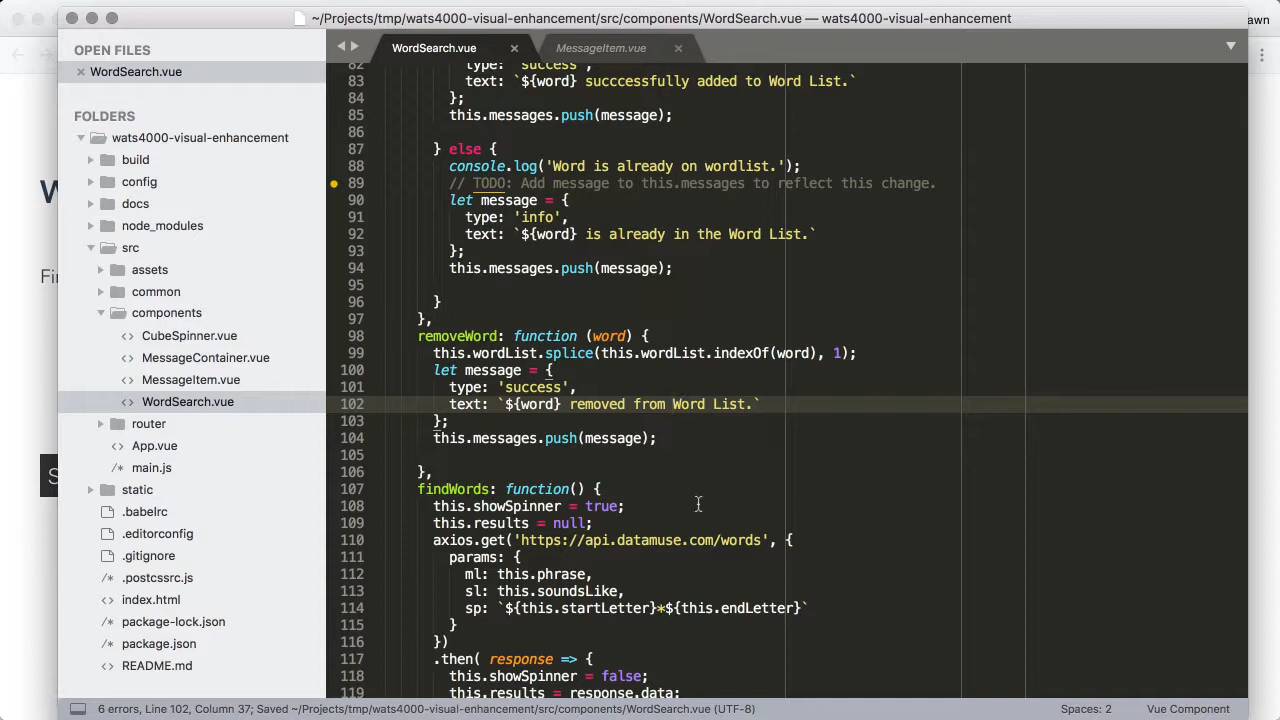 ~/Projects/tmp/wats4000-visual-enhancement/src/components/WordSearch.vue — wats4000-visual-enhancement
awn
OPEN FILES
WordSearch.vue
FOLDERS
wats4000-visual-enhancement
build
config
docs
node_modules
src
assets
common
components
CubeSpinner.vue
MessageContainer.vue
MessageItem.vue
WordSearch.vue
router
App.vue
main.js
static
.babelrc
.editorconfig
.gitignore
.postcssrc.js
index.html
package-lock.json
package.json
README.md
W
Fi
S
WordSearch.vue
MessageItem.vue
82 type: 'success',
83 text: `${word} succcessfully added to Word List.`
84 };
85 this.messages.push(message);
86
87 } else {
88 console.log('Word is already on wordlist.');
89 // TODO: Add message to this.messages to reflect this change.
90 let message = {
91 type: 'info',
92 text: `${word} is already in the Word List.`
93 };
94 this.messages.push(message);
95
96 }
97 },
98 removeWord: function (word) {
99 this.wordList.splice(this.wordList.indexOf(word), 1);
100 let message = {
101 type: 'success',
102 text: `${word} removed from Word List.`
103 };
104 this.messages.push(message);
105
106 },
107 findWords: function() {
108 this.showSpinner = true;
109 this.results = null;
110 axios.get('https://api.datamuse.com/words', {
111 params: {
112 ml: this.phrase,
113 sl: this.soundsLike,
114 sp: `${this.startLetter}*${this.endLetter}`
115 }
116 })
117 .then( response => {
118 this.showSpinner = false;
119 this.results = response.data;
6 errors, Line 102, Column 37; Saved ~/Projects/tmp/wats4000-visual-enhancement/src/components/WordSearch.vue (UTF-8)
Spaces: 2
Vue Component